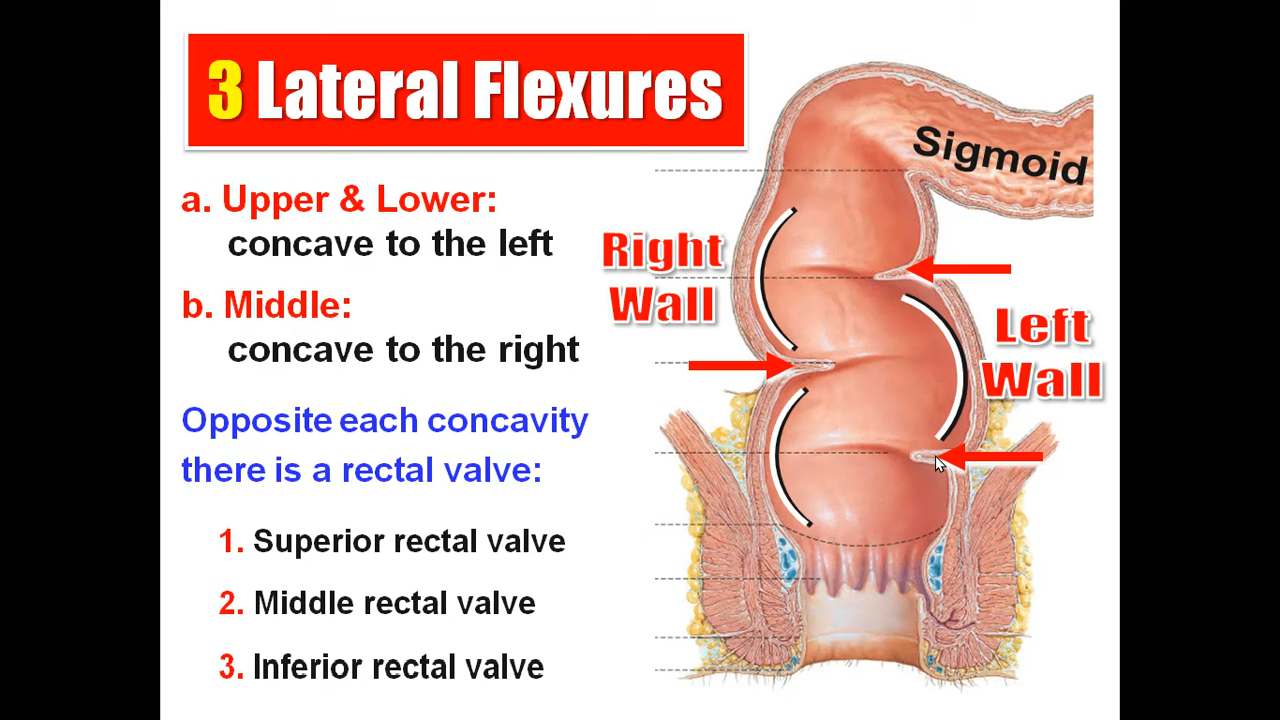 3 Lateral Flexures
a. Upper & Lower:
concave to the left
b. Middle:
concave to the right
Opposite each concavity
there is a rectal valve:
1. Superior rectal valve
2. Middle rectal valve
3. Inferior rectal valve
Sigmoid
Right
Wall
Left
Wall